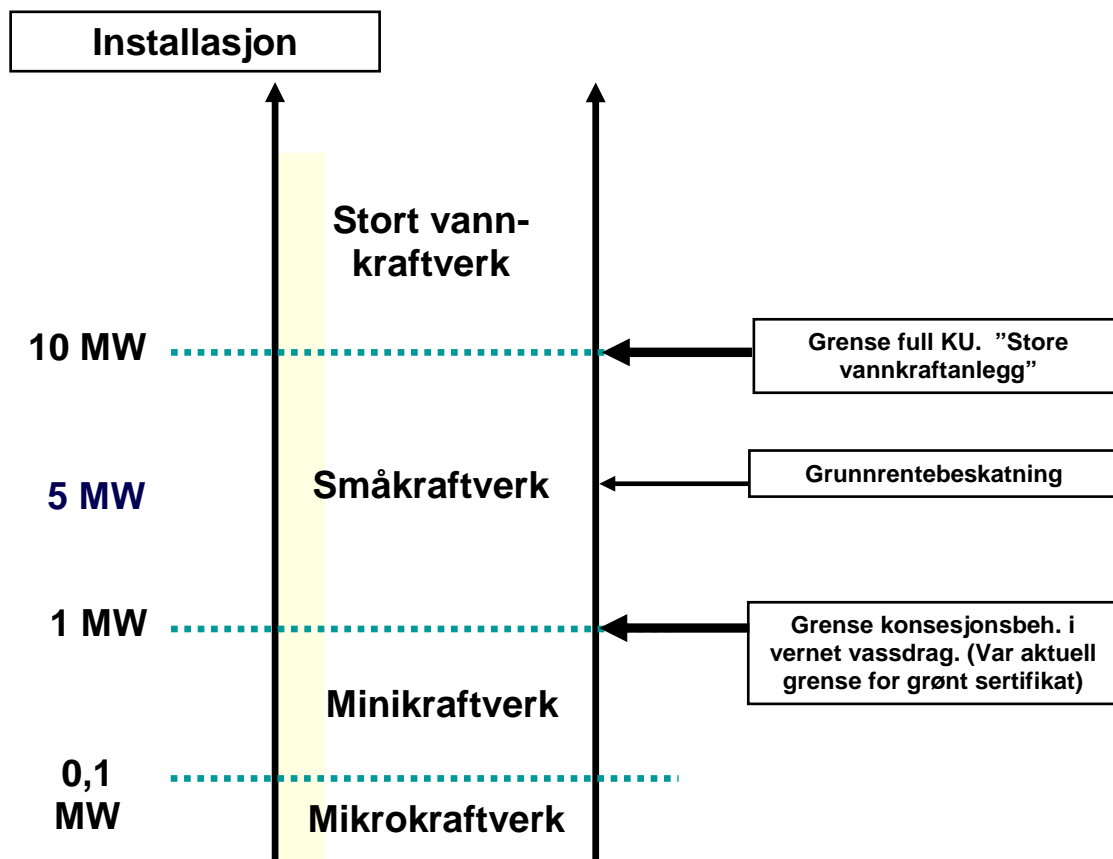 Installasjon
Stort vann-
kraftverk
10 MW
Grense full KU. ”Store
vannkraftanlegg”
Småkraftverk
5 MW
Grunnrentebeskatning
1 MW
Grense konsesjonsbeh. i
vernet vassdrag. (Var aktuell
grense for grønt sertifikat)
Minikraftverk
0,1
MW
Mikrokraftverk